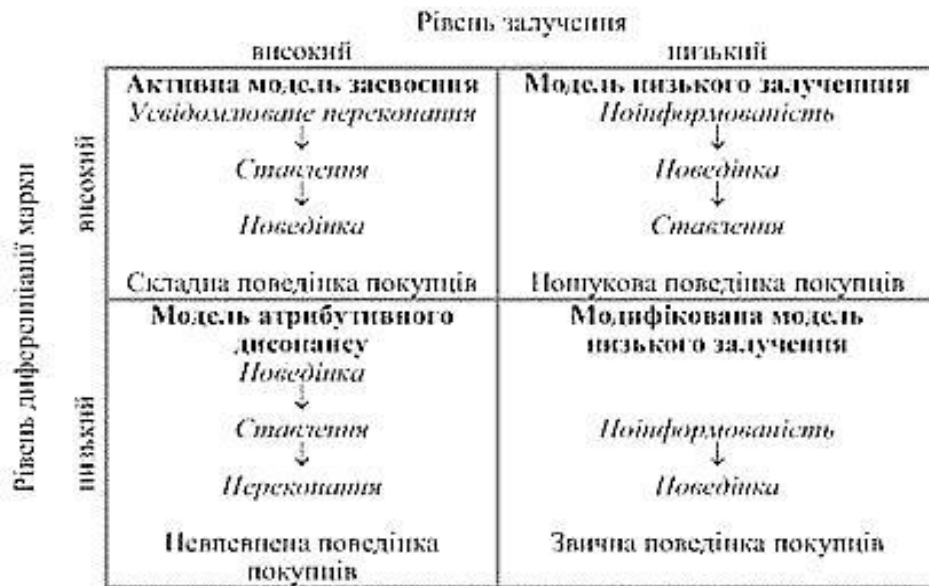 Рівень залучення
високий
низький
Рівень диференціації марки
високий
Активна модель засвоєння
Усвідомлюване переконання
↓
Ставлення
↓
Поведінка
Складна поведінка покупців
Модель низького залучення
Поінформованість
↓
Поведінка
↓
Ставлення
Пошукова поведінка покупців
низький
Модель атрибутивного
дисонансу
Поведінка
↓
Ставлення
↓
Переконання
Невпевнена поведінка
покупців
Модифікована модель
низького залучення
Поінформованість
↓
Поведінка
Звична поведінка покупців